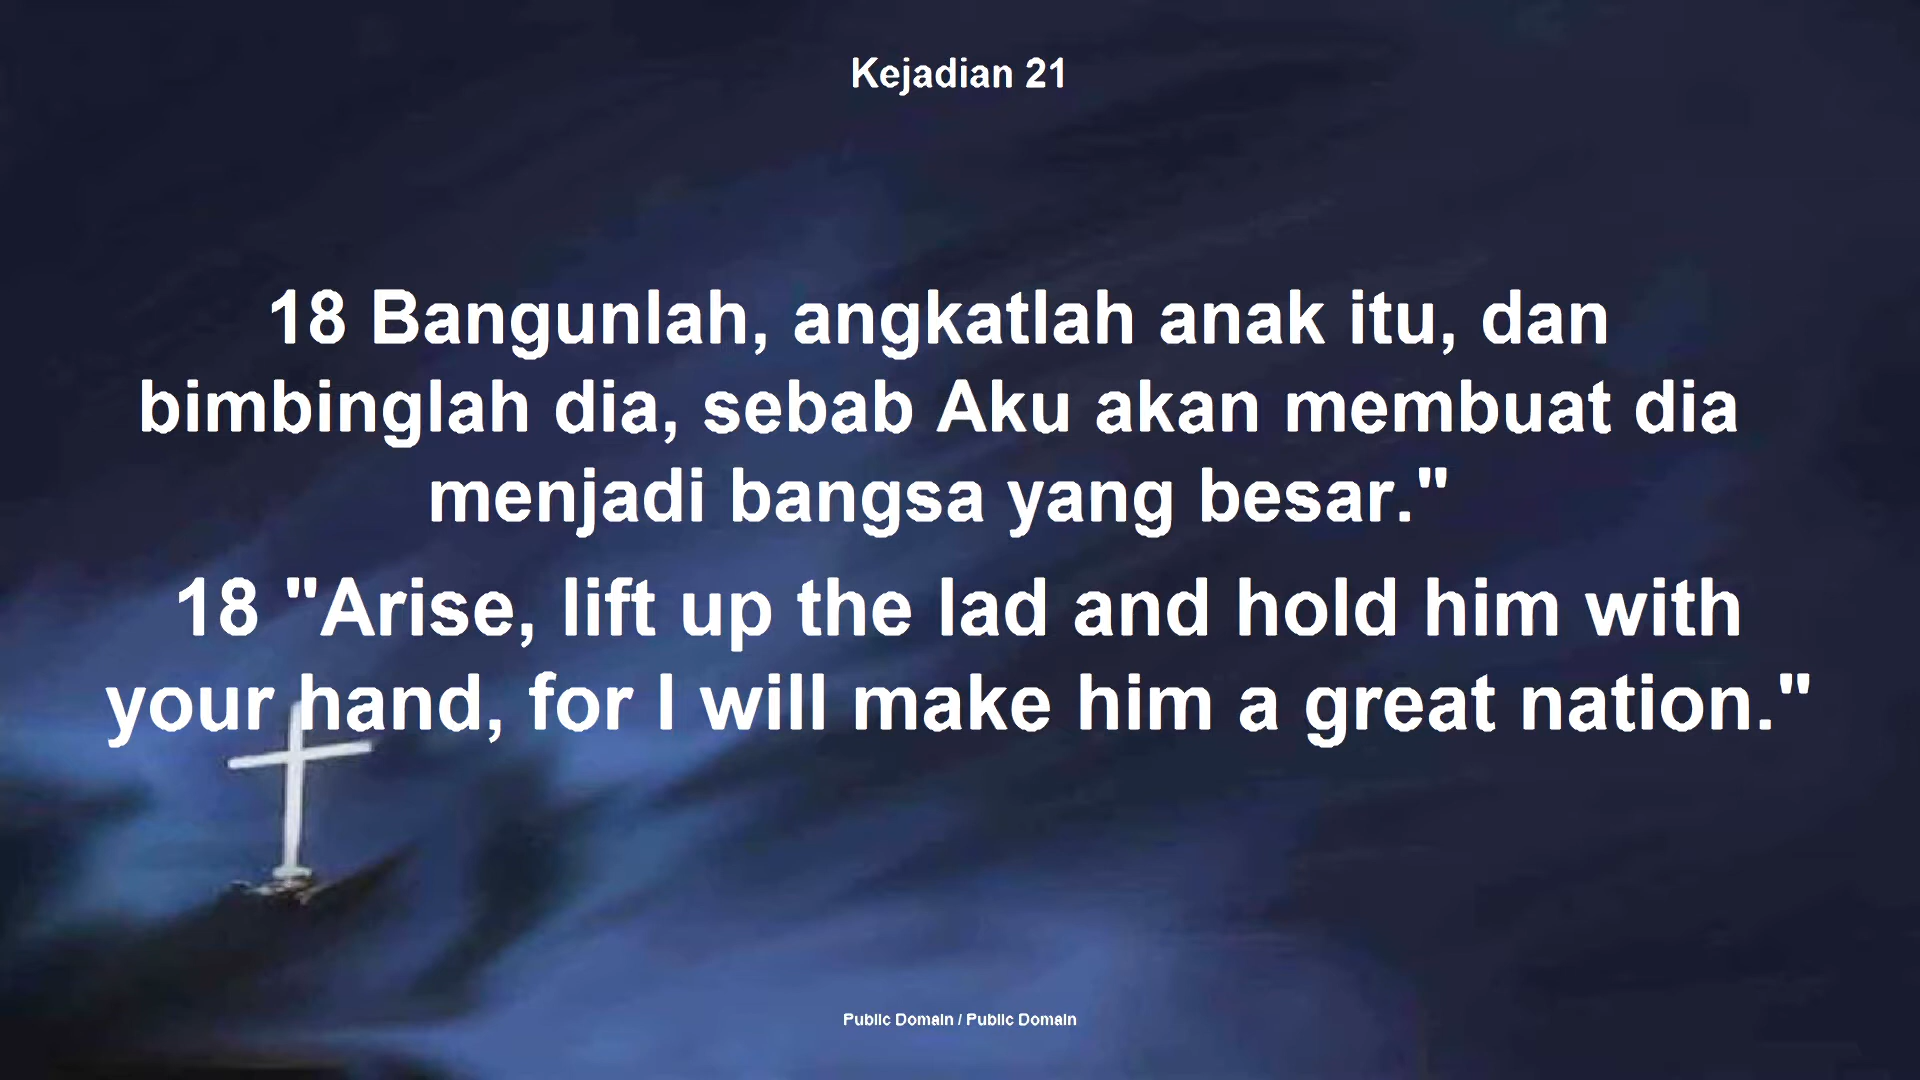 Kejadian 21
18 Bangunlah, angkatlah anak itu, dan
bimbinglah dia, sebab Aku akan membuat dia
menjadi bangsa yang besar."
18 "Arise, lift up the lad and hold him with
your hand, for I will make him a great nation."
Public Domain / Public Domain